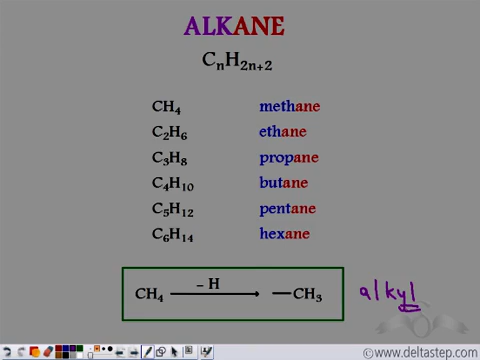 ALKANE
CnH2n+2
CH4 methane
C2H6 ethane
C3H8 propane
C4H10 butane
C5H12 pentane
C6H14 hexane
CH4 – H —CH3 alkyl
©www.deltastep.com